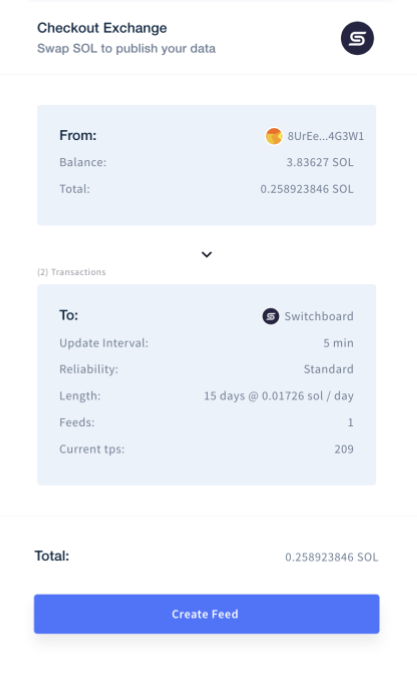 Checkout Exchange
Swap SOL to publish your data
From: 8UrEe...4G3W1
Balance: 3.83627 SOL
Total: 0.258923846 SOL
(2) Transactions
To: Switchboard
Update Interval: 5 min
Reliability: Standard
Length: 15 days @ 0.01726 sol / day
Feeds: 1
Current tps: 209
Total: 0.258923846 SOL
Create Feed